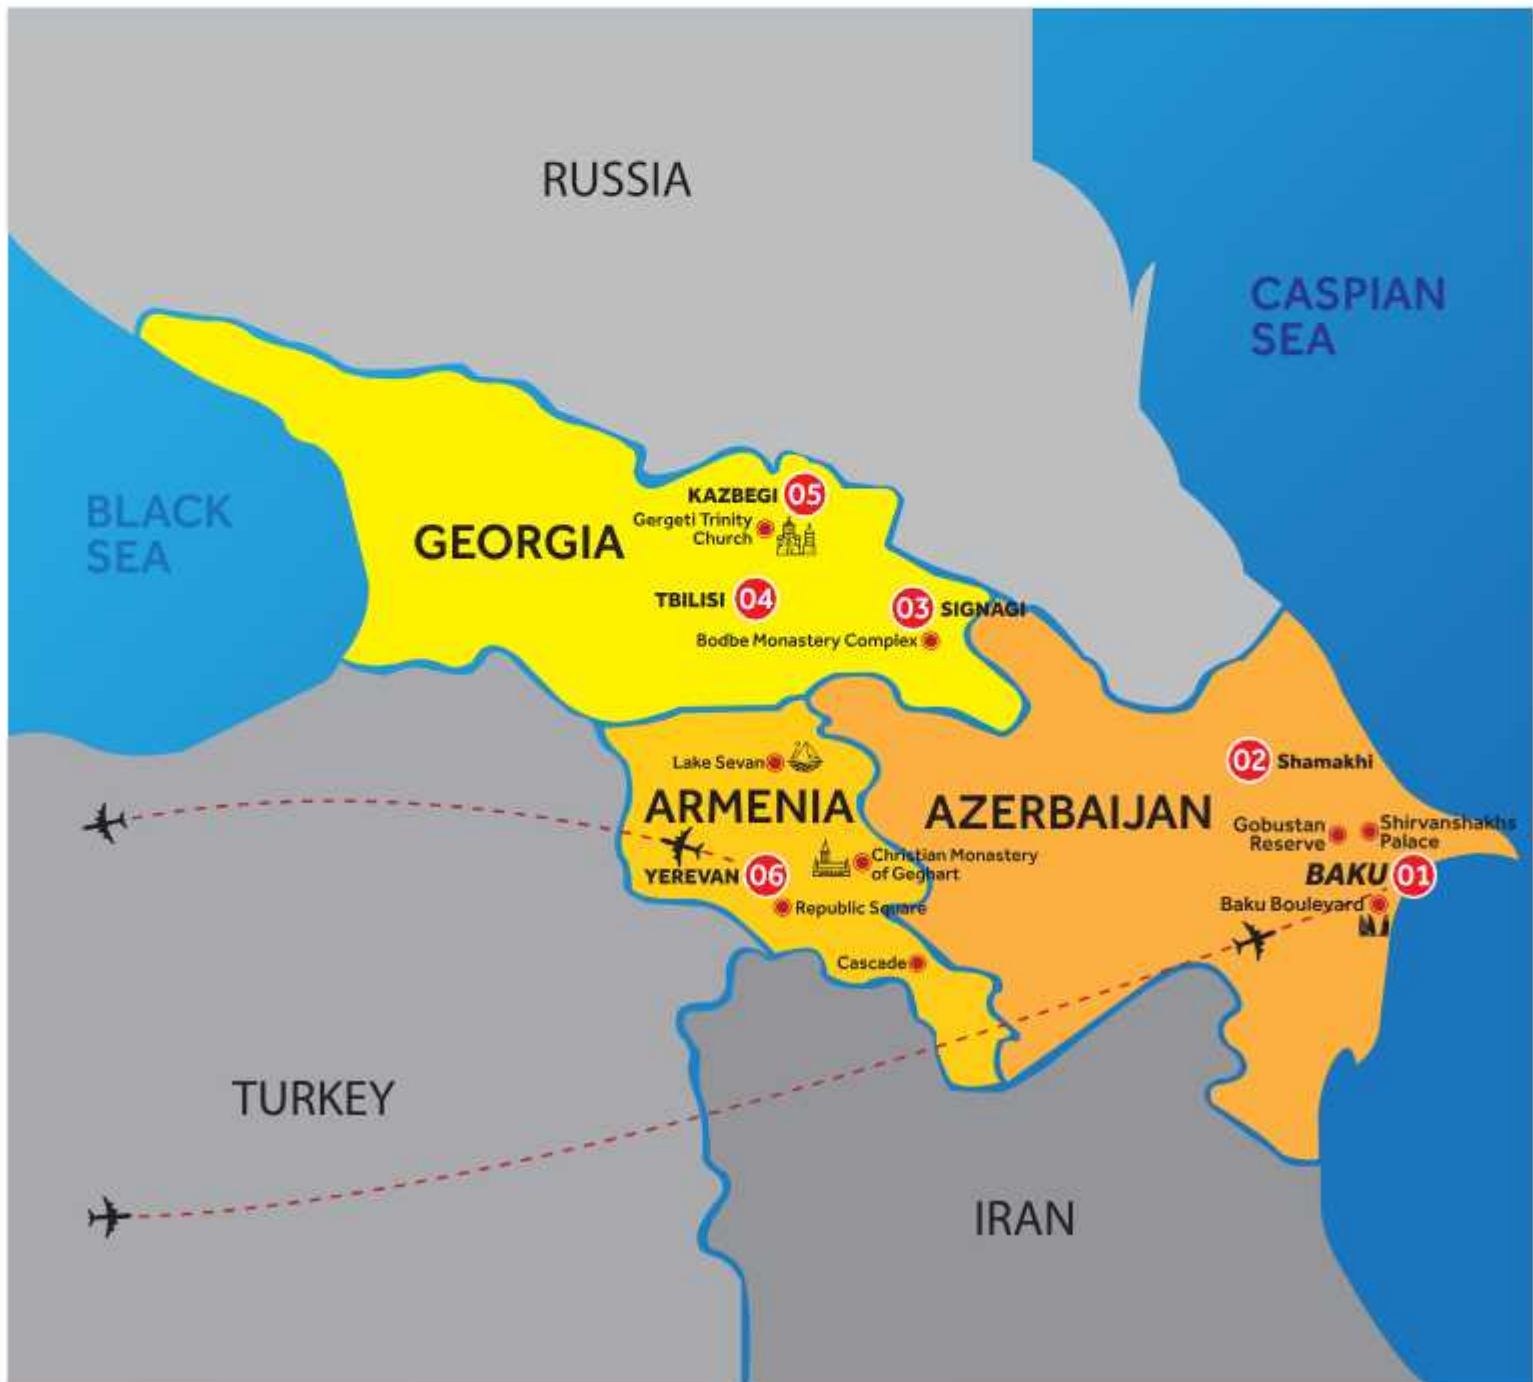 RUSSIA
CASPIAN
SEA
BLACK
SEA
GEORGIA
KAZBEGI 05
Gergeti Trinity
Church
TBILISI 04
03 SIGNAGI
Bodbe Monastery Complex
Lake Sevan
ARMENIA
AZERBAIJAN
02 Shamakhi
Gobustan
Reserve
Shirvanshakhs
Palace
Christian Monastery
of Geghart
YEREVAN 06
BAKU 01
Republic Square
Baku Bouleyard
Cascade
TURKEY
IRAN